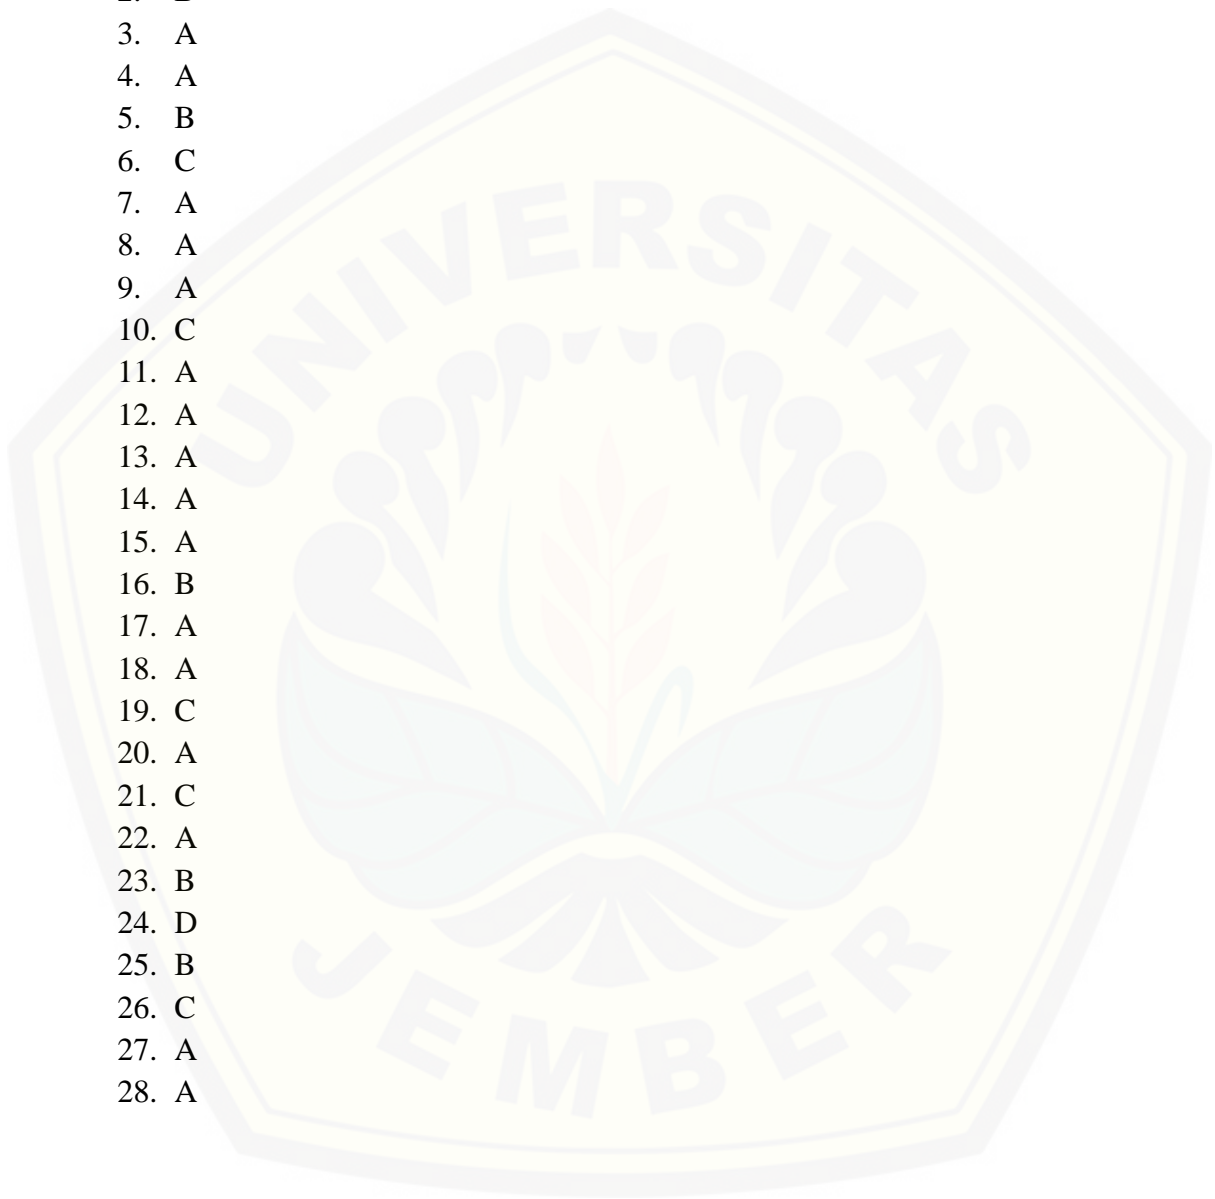 3. A
4. A
5. B
6. C
7. A
8. A
9. A
10. C
11. A
12. A
13. A
14. A
15. A
16. B
17. A
18. A
19. C
20. A
21. C
22. A
23. B
24. D
25. B
26. C
27. A
28. A
UNIVERSITAS
JEMBER